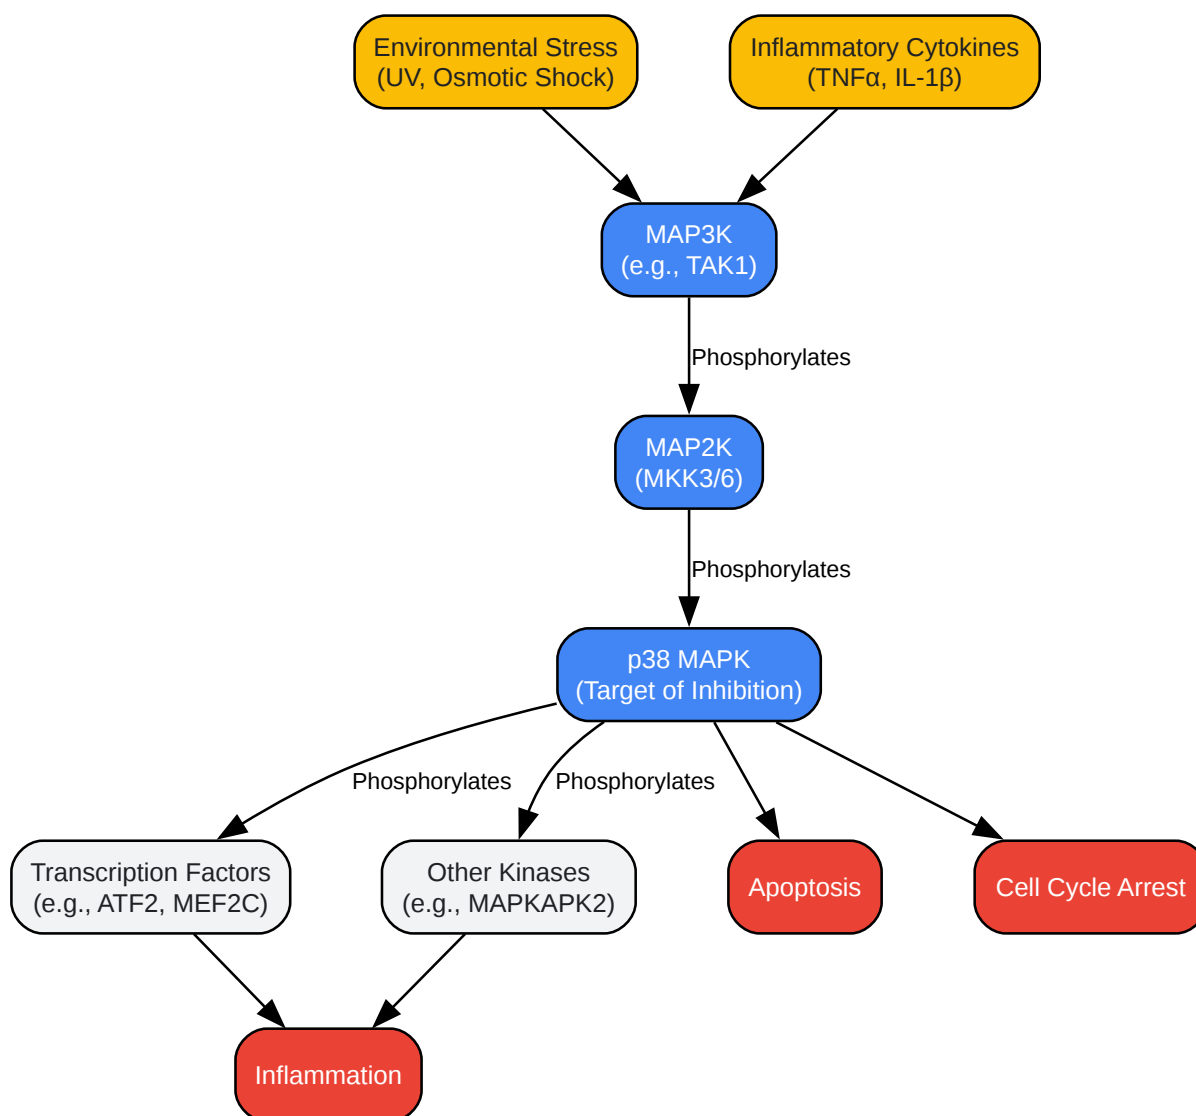 Environmental Stress
(UV, Osmotic Shock)
Inflammatory Cytokines
(TNFα, IL-1β)
MAP3K
(e.g., TAK1)
Phosphorylates
MAP2K
(MKK3/6)
Phosphorylates
p38 MAPK
(Target of Inhibition)
Phosphorylates
Phosphorylates
Transcription Factors
(e.g., ATF2, MEF2C)
Other Kinases
(e.g., MAPKAPK2)
Apoptosis
Cell Cycle Arrest
Inflammation